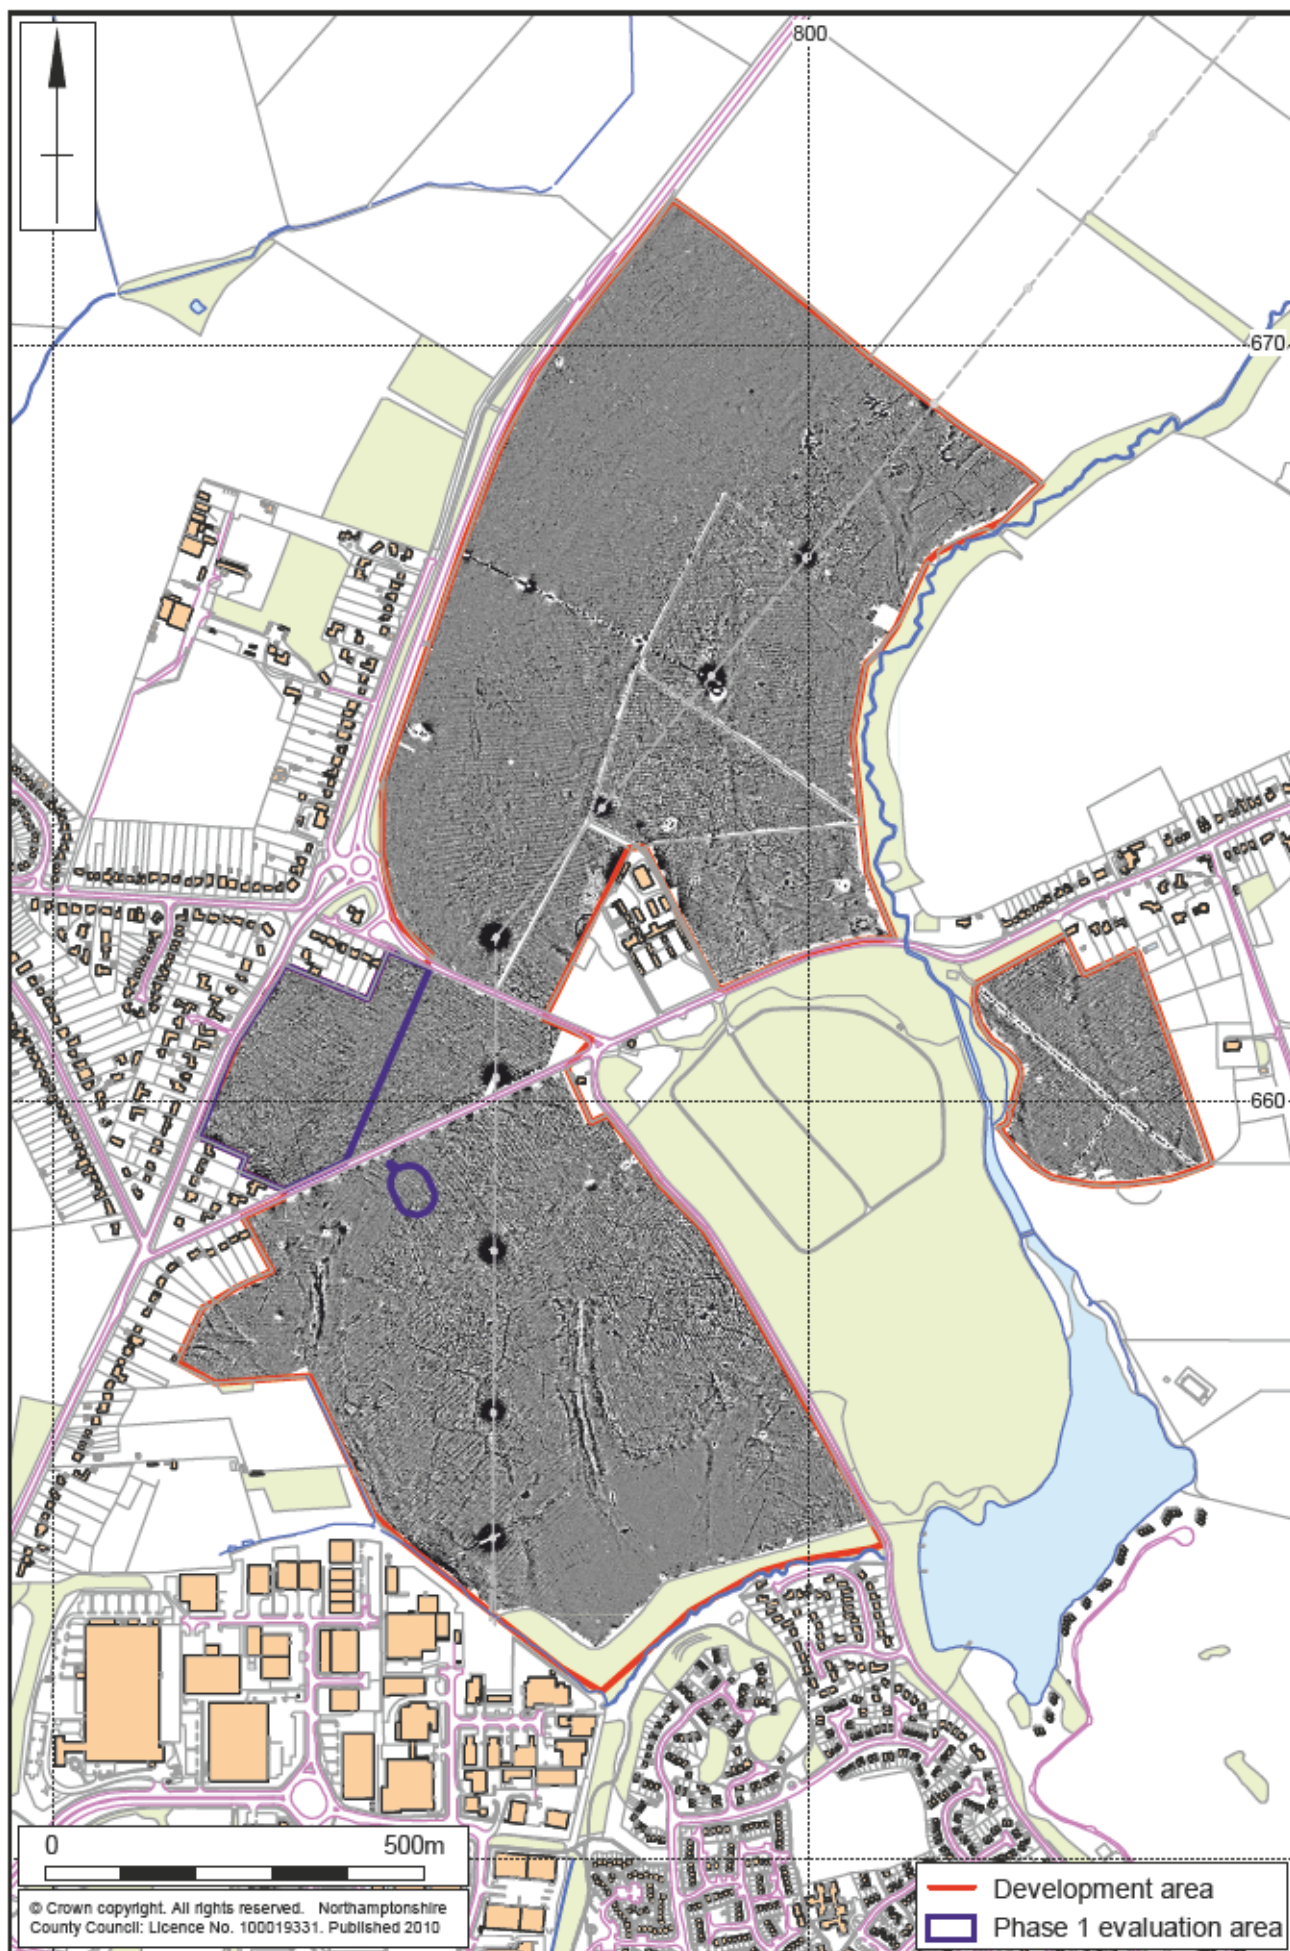 800
670
660
0 500m
© Crown copyright. All rights reserved. Northamptonshire
County Council: Licence No. 100019331. Published 2010
Development area
Phase 1 evaluation area